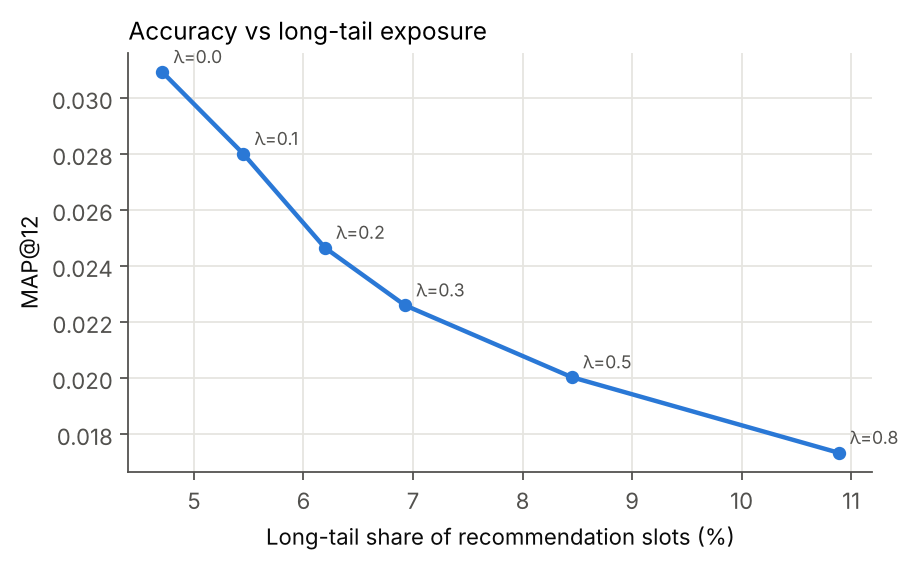 Accuracy vs long-tail exposure
λ=0.0
0.030
λ=0.1
0.028
λ=0.2
0.026
0.024
λ=0.3
0.022
λ=0.5
0.020
λ=0.8
0.018
MAP@12
5 6 7 8 9 10 11
Long-tail share of recommendation slots (%)